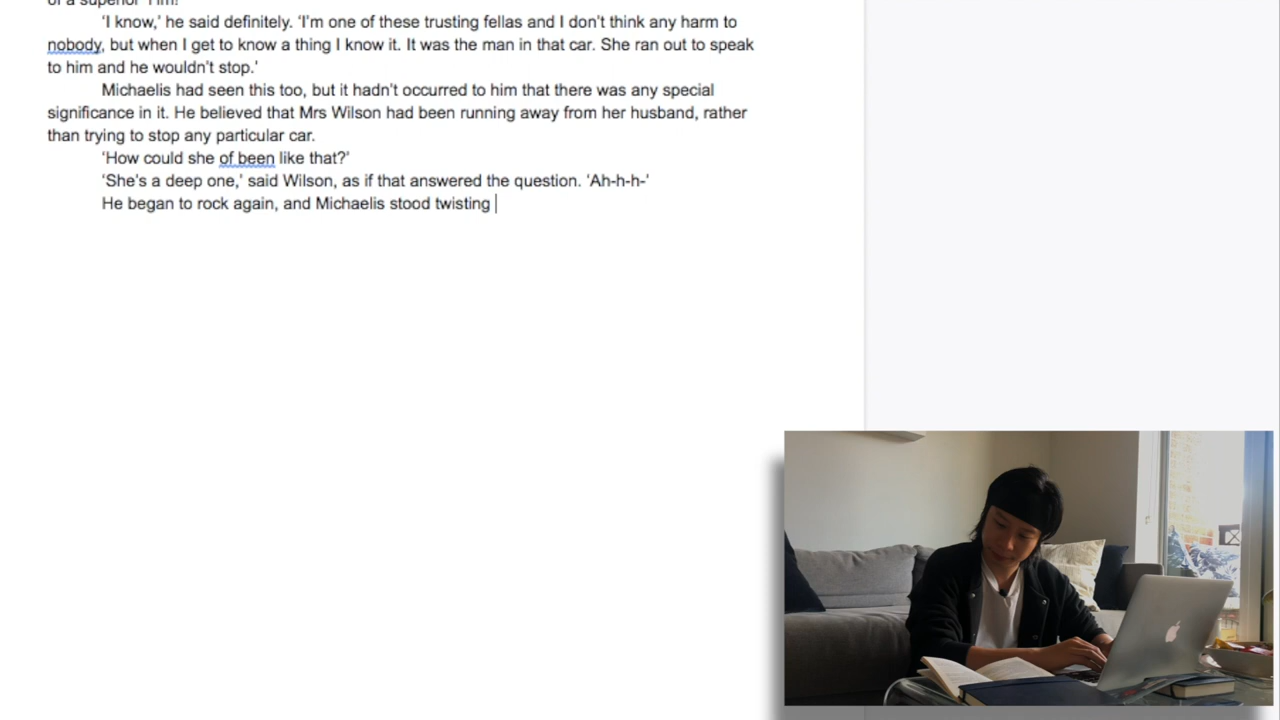 of a superior 'Hm!'
'I know,' he said definitely. 'I'm one of these trusting fellas and I don't think any harm to
nobody, but when I get to know a thing I know it. It was the man in that car. She ran out to speak
to him and he wouldn't stop.'
Michaelis had seen this too, but it hadn't occurred to him that there was any special
significance in it. He believed that Mrs Wilson had been running away from her husband, rather
than trying to stop any particular car.
'How could she of been like that?'
'She's a deep one,' said Wilson, as if that answered the question. 'Ah-h-h-'
He began to rock again, and Michaelis stood twisting